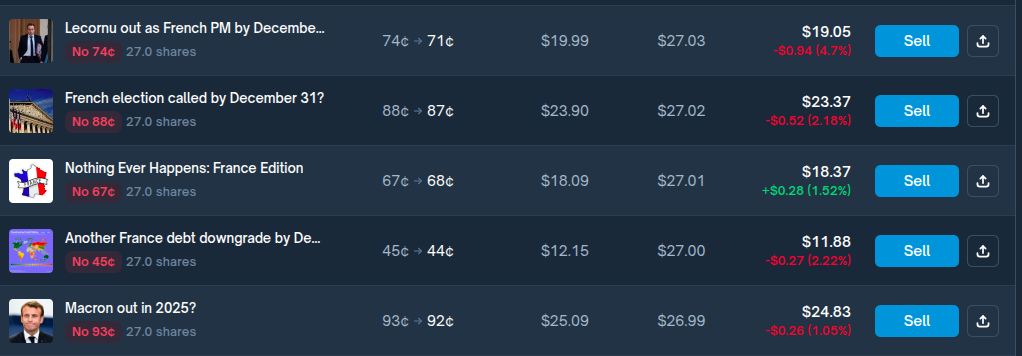 Lecornu out as French PM by Decembe...
No 74¢ 27.0 shares
74¢ → 71¢
$19.99
$27.03
$19.05
-$0.94 (4.7%)
Sell
French election called by December 31?
No 88¢ 27.0 shares
88¢ → 87¢
$23.90
$27.02
$23.37
-$0.52 (2.18%)
Sell
Nothing Ever Happens: France Edition
No 67¢ 27.0 shares
67¢ → 68¢
$18.09
$27.01
$18.37
+$0.28 (1.52%)
Sell
Another France debt downgrade by De...
No 45¢ 27.0 shares
45¢ → 44¢
$12.15
$27.00
$11.88
-$0.27 (2.22%)
Sell
Macron out in 2025?
No 93¢ 27.0 shares
93¢ → 92¢
$25.09
$26.99
$24.83
-$0.26 (1.05%)
Sell